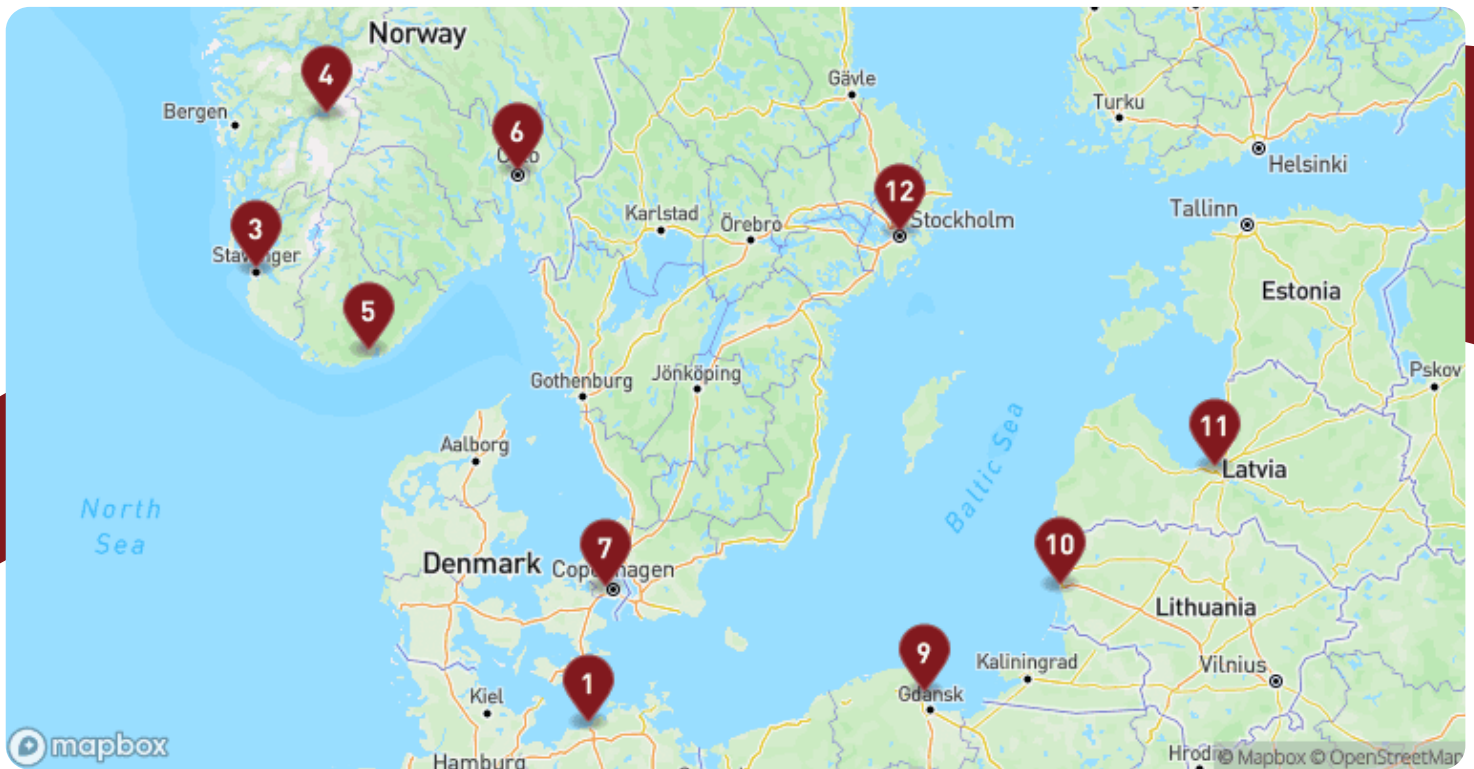 Norway
4
Gävle
Bergen
Turku
6
Helsinki
12
Tallinn
Karlstad
Örebro
Stockholm
3
Stavanger
5
Estonia
Gothenburg
Jönköping
Pskov
11
Aalborg
Latvia
Baltic Sea
North
Sea
7
10
Denmark
Copenhagen
Lithuania
9
Kaliningrad
Vilnius
1
Gdansk
Kiel
mapbox
Hamburg
© Mapbox © OpenStreetMap